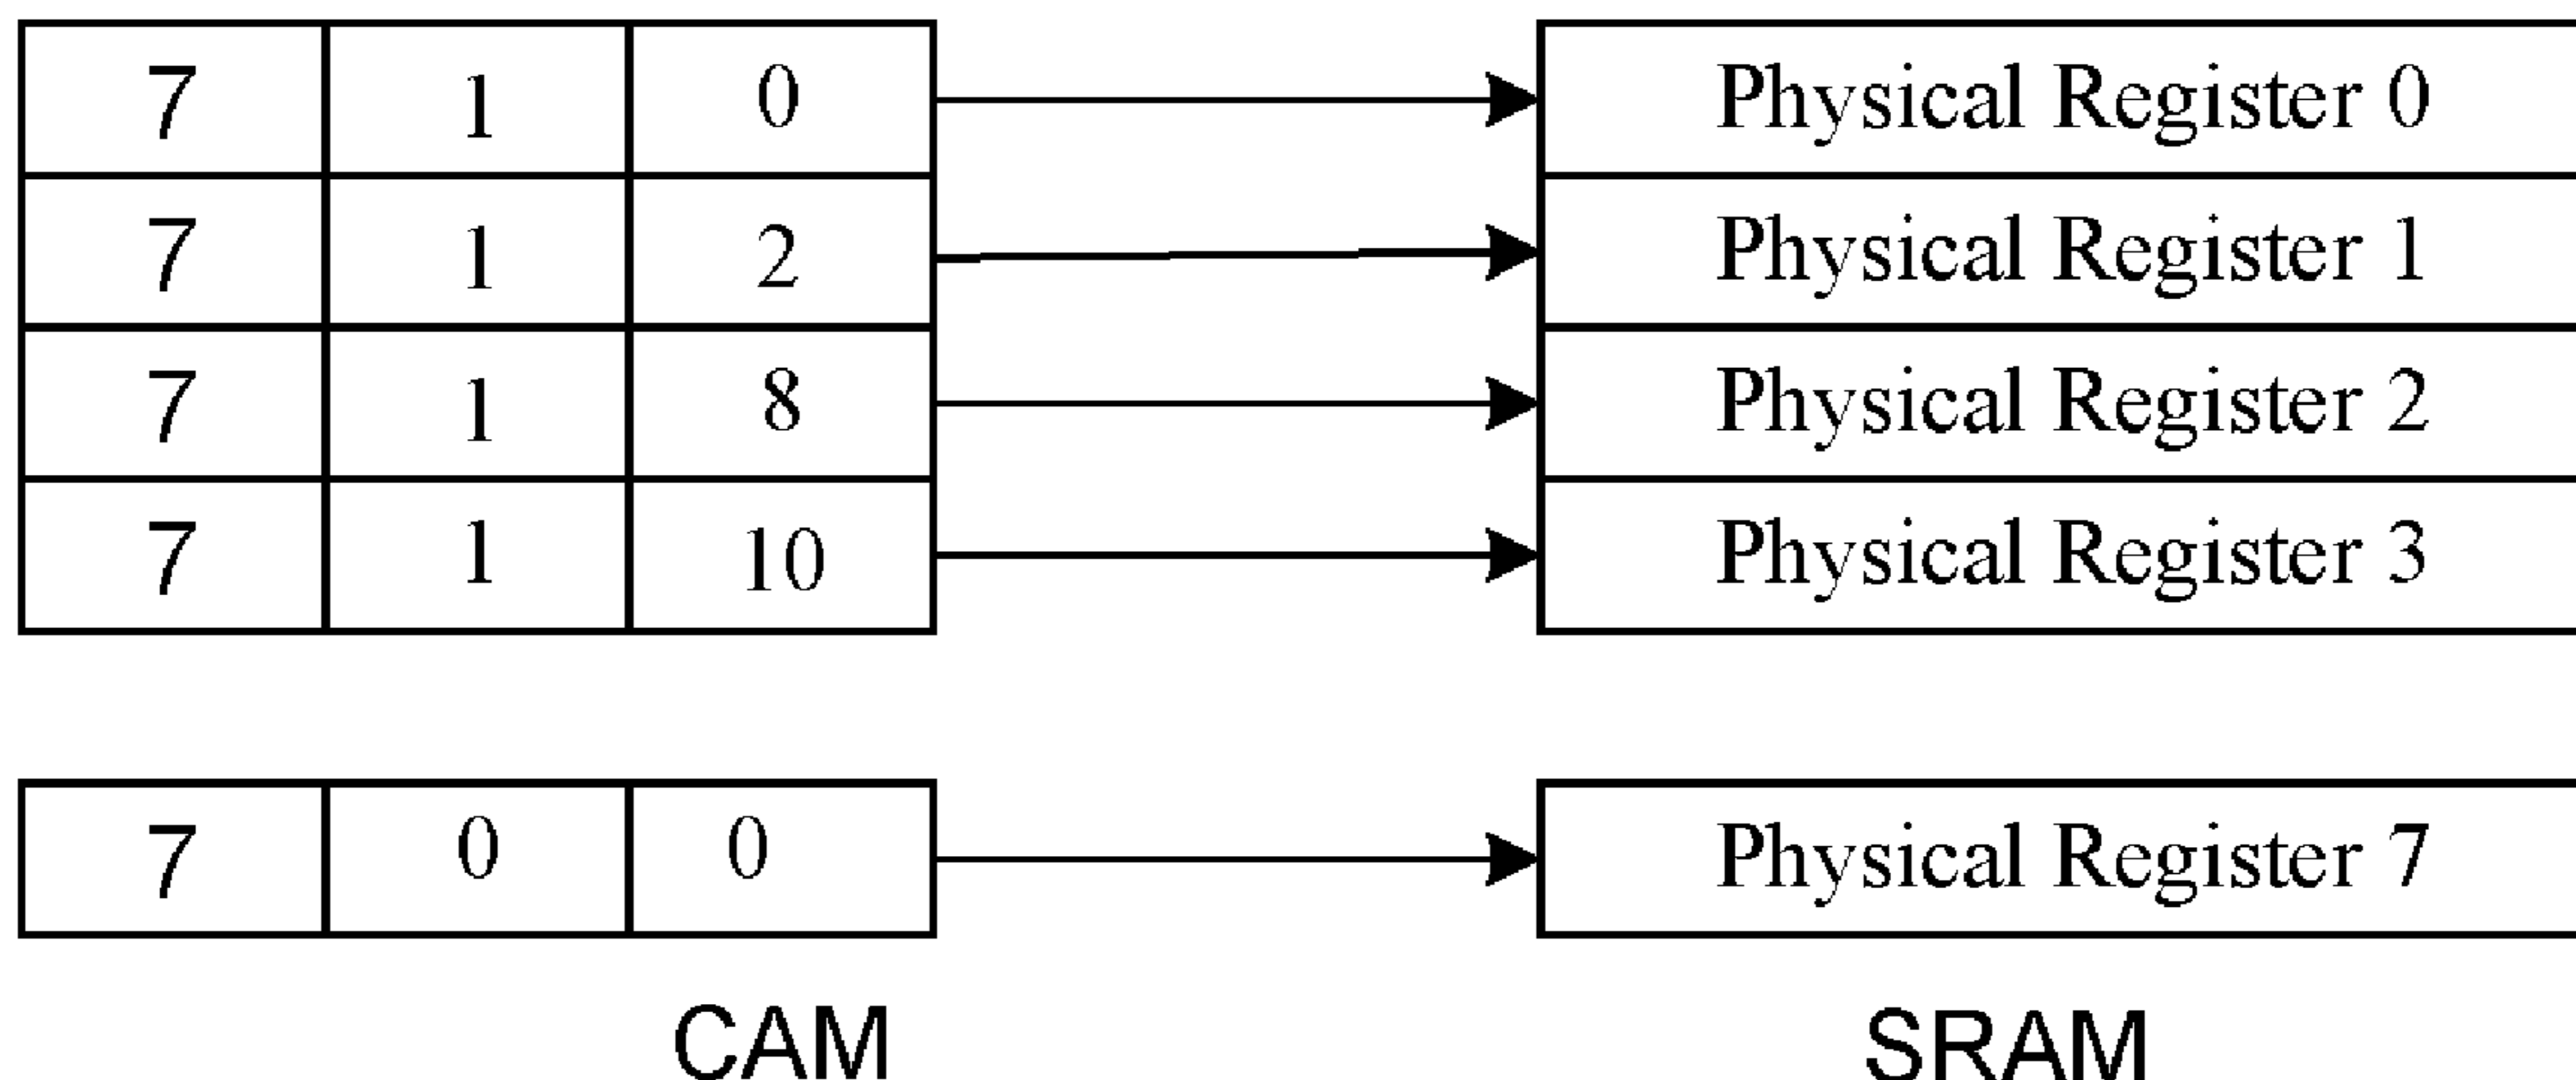 7 1 0 Physical Register 0
7 1 2 Physical Register 1
7 1 8 Physical Register 2
7 1 10 Physical Register 3
7 0 0 Physical Register 7
CAM SRAM